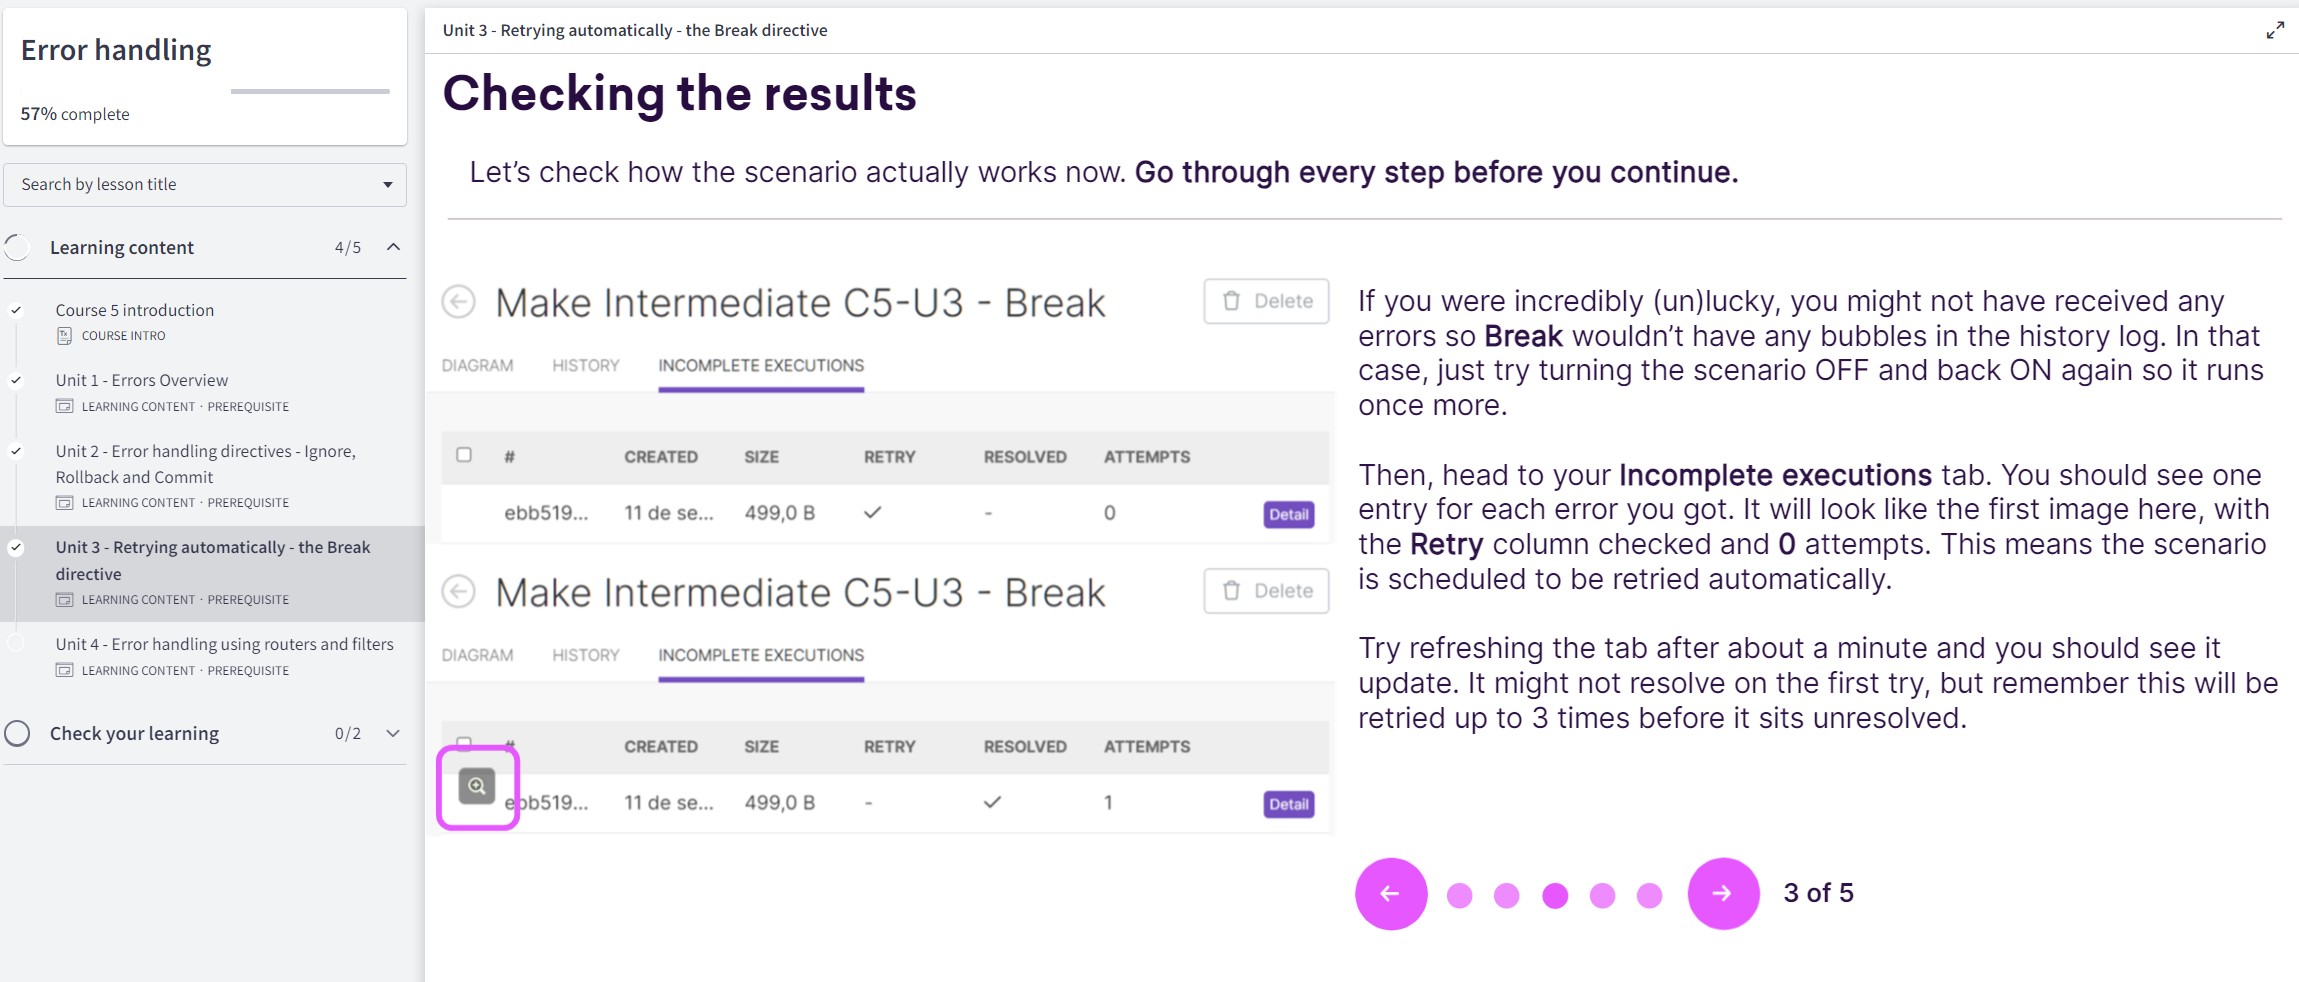 Error handling
57% complete
Search by lesson title
Learning content 4/5
Course 5 introduction
COURSE INTRO
Unit 1 - Errors Overview
LEARNING CONTENT · PREREQUISITE
Unit 2 - Error handling directives - Ignore,
Rollback and Commit
LEARNING CONTENT · PREREQUISITE
Unit 3 - Retrying automatically - the Break
directive
LEARNING CONTENT · PREREQUISITE
Unit 4 - Error handling using routers and filters
LEARNING CONTENT · PREREQUISITE
Check your learning 0/2
Unit 3 - Retrying automatically - the Break directive
Checking the results
Let's check how the scenario actually works now. Go through every step before you continue.
Make Intermediate C5-U3 - Break Delete
DIAGRAM HISTORY INCOMPLETE EXECUTIONS
# CREATED SIZE RETRY RESOLVED ATTEMPTS
ebb519... 11 de se... 499,0 B ✓ - 0 Detail
Make Intermediate C5-U3 - Break Delete
DIAGRAM HISTORY INCOMPLETE EXECUTIONS
# CREATED SIZE RETRY RESOLVED ATTEMPTS
ebb519... 11 de se... 499,0 B - ✓ 1 Detail
If you were incredibly (un)lucky, you might not have received any
errors so Break wouldn't have any bubbles in the history log. In that
case, just try turning the scenario OFF and back ON again so it runs
once more.
Then, head to your Incomplete executions tab. You should see one
entry for each error you got. It will look like the first image here, with
the Retry column checked and 0 attempts. This means the scenario
is scheduled to be retried automatically.
Try refreshing the tab after about a minute and you should see it
update. It might not resolve on the first try, but remember this will be
retried up to 3 times before it sits unresolved.
3 of 5